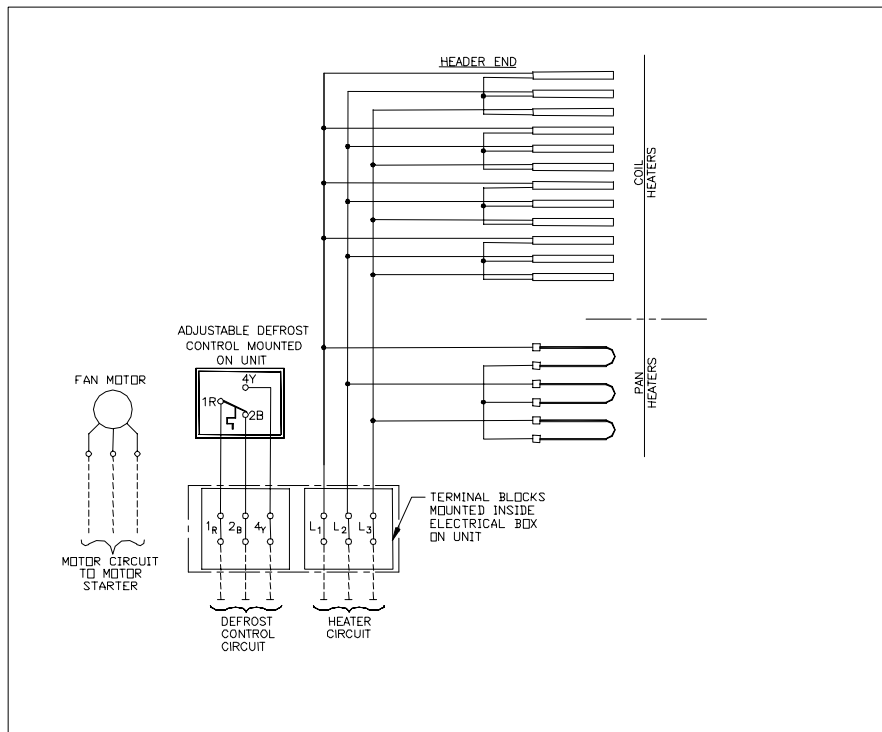 HEADER END
COIL
HEATERS
ADJUSTABLE DEFROST
CONTROL MOUNTED
ON UNIT
4Y
1R
2B
FAN MOTOR
PAN
HEATERS
TERMINAL BLOCKS
MOUNTED INSIDE
ELECTRICAL BOX
ON UNIT
1R 2B 4Y L1 L2 L3
MOTOR CIRCUIT
TO MOTOR
STARTER
DEFROST
CONTROL
CIRCUIT
HEATER
CIRCUIT